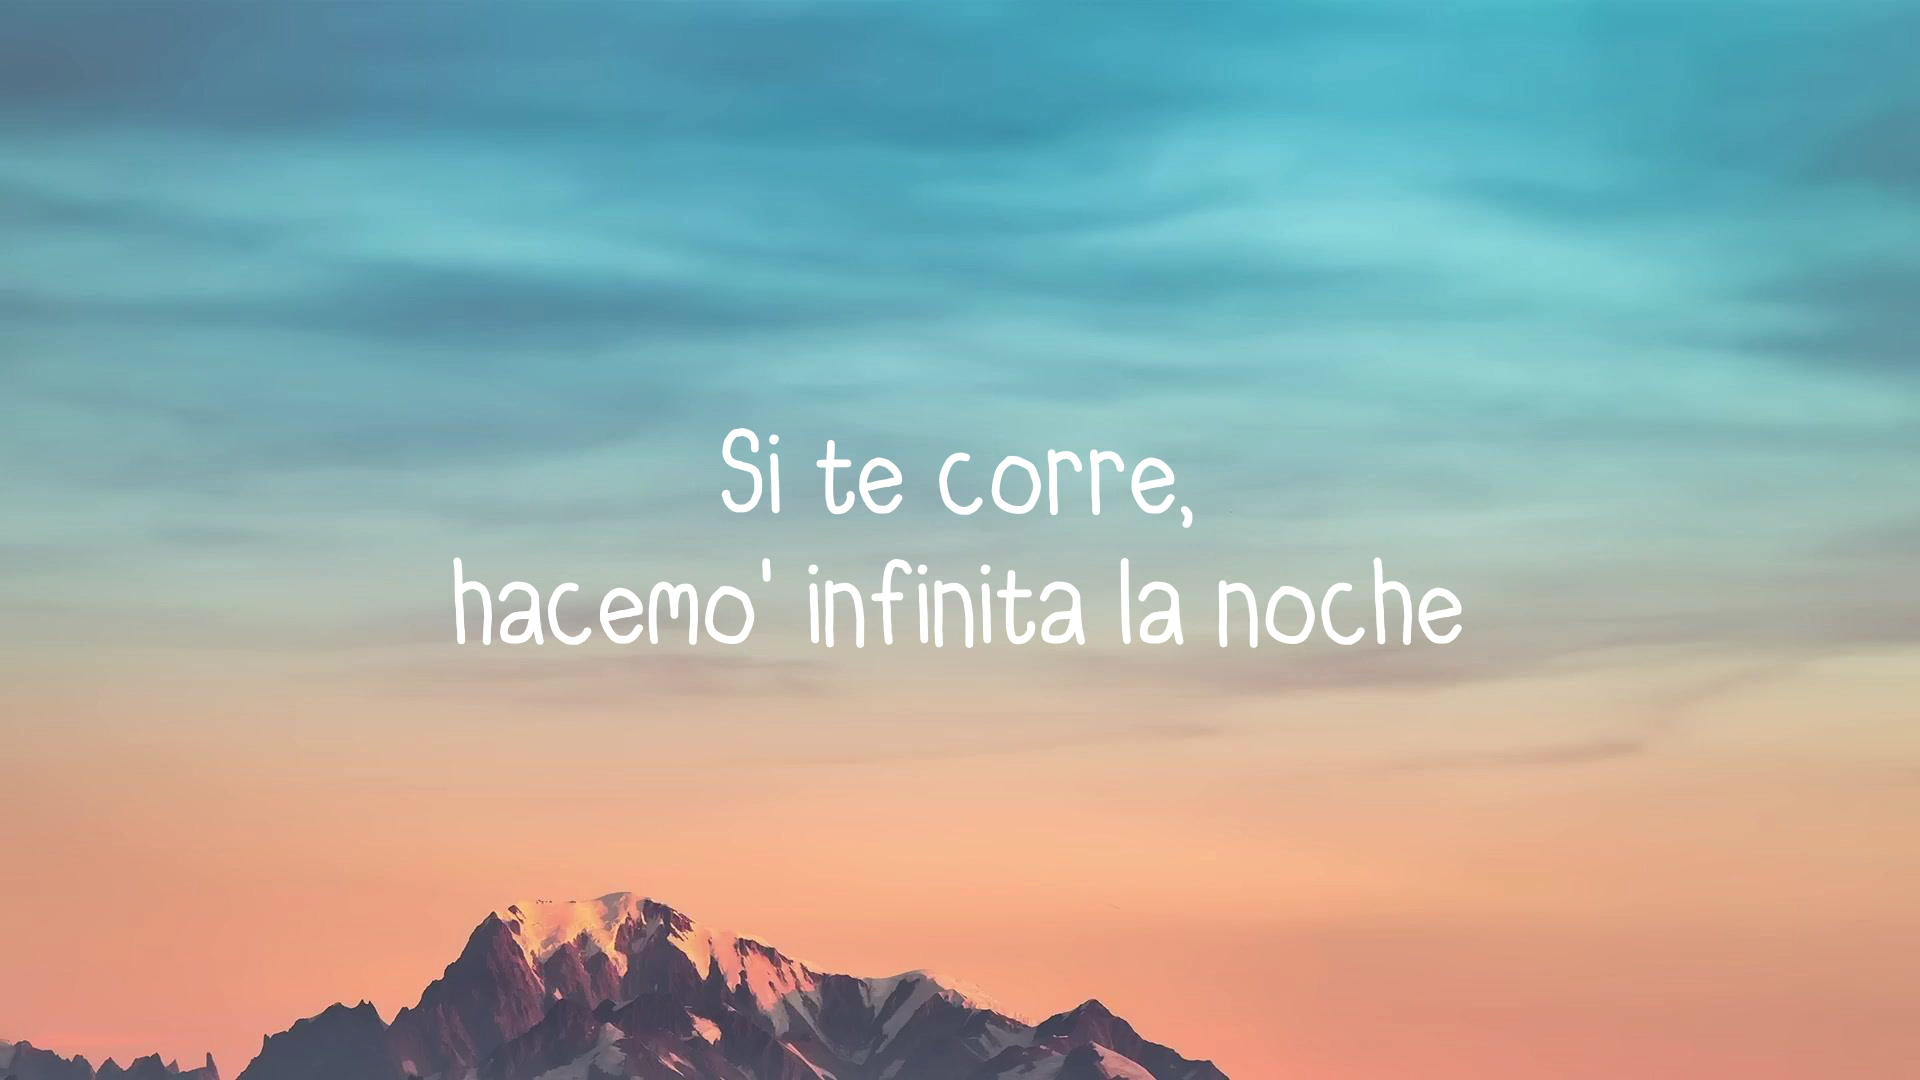 Si te corre,
hacemo' infinita la noche